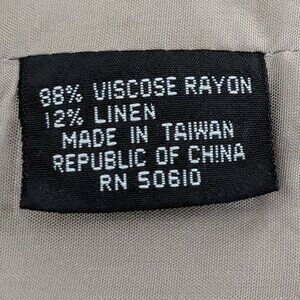 88% VISCOSE RAYON
12% LINEN
MADE IN TAIWAN
REPUBLIC OF CHINA
RN 50610